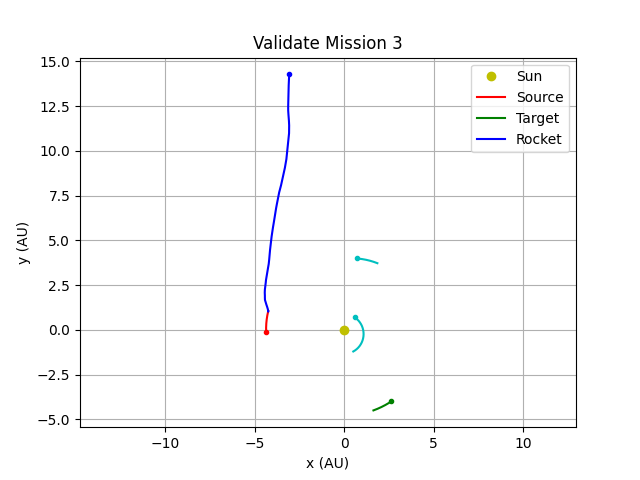 Validate Mission 3
15.0
12.5
10.0
7.5
5.0
2.5
0.0
−2.5
−5.0
y (AU)
Sun
Source
Target
Rocket
−10
−5
0
5
10
x (AU)